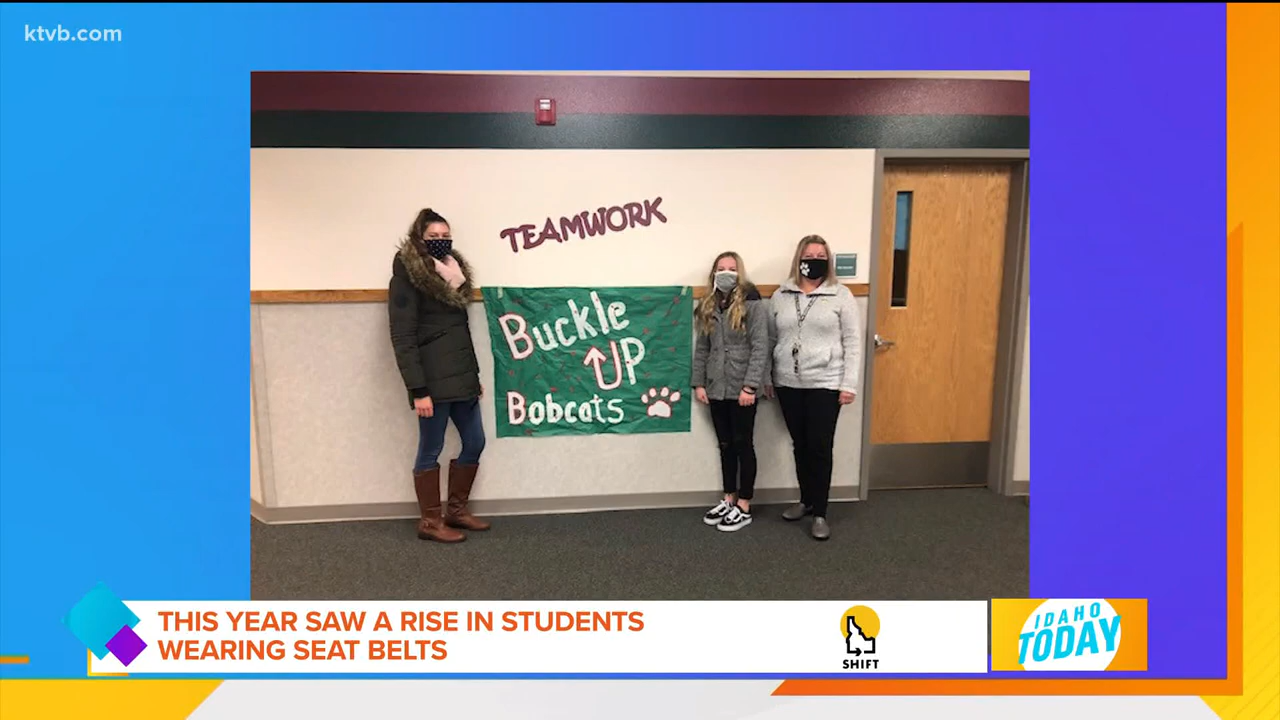 ktvb.com
TEAMWORK
Buckle
UP
Bobcats
THIS YEAR SAW A RISE IN STUDENTS
WEARING SEAT BELTS
SHIFT
IDAHO
TODAY